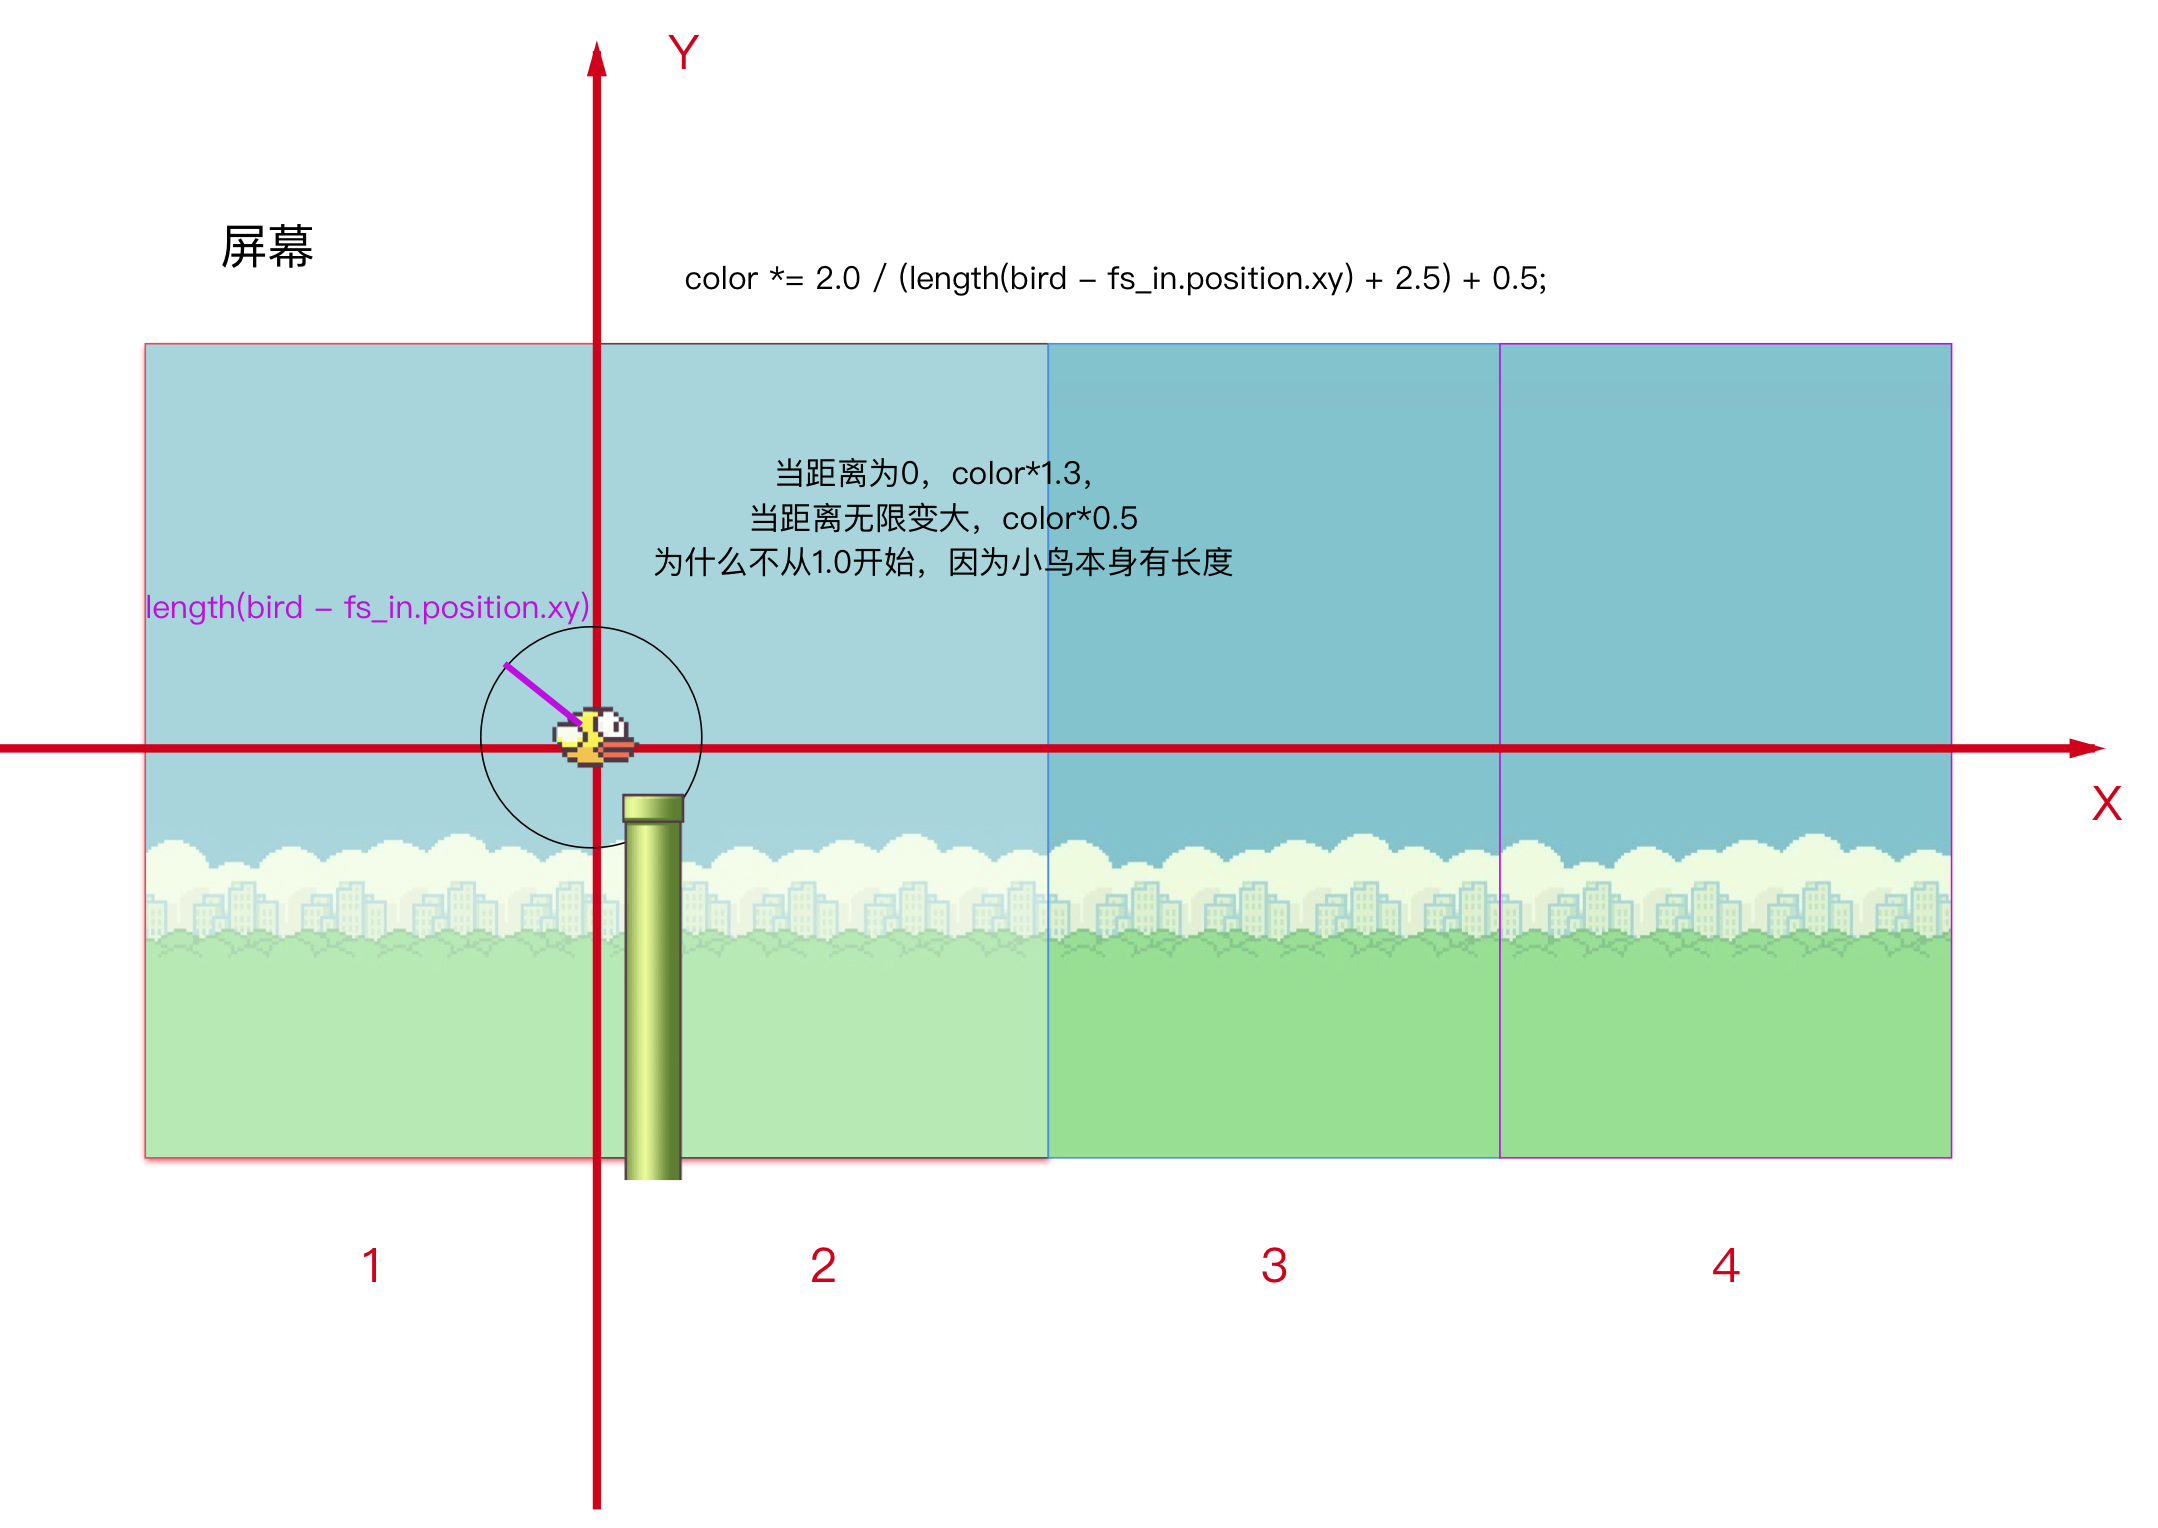 Y
屏幕
color *= 2.0 / (length(bird – fs_in.position.xy) + 2.5) + 0.5;
当距离为0，color*1.3，
当距离无限变大，color*0.5
为什么不从1.0开始，因为小鸟本身有长度
length(bird – fs_in.position.xy)
X
1 2 3 4